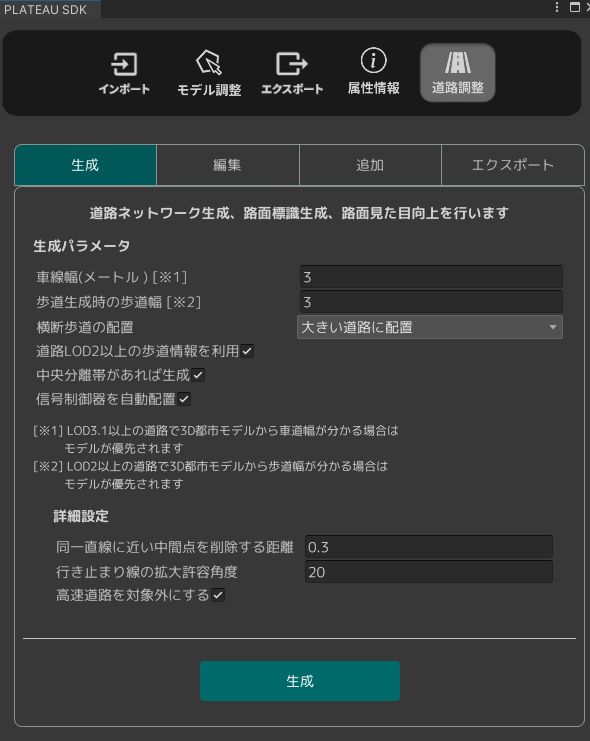 PLATEAU SDK
インポート
モデル調整
エクスポート
属性情報
道路調整
生成
編集
追加
エクスポート
道路ネットワーク生成、路面標識生成、路面見た目向上を行います
生成パラメータ
車線幅(メートル) [※1] 3
歩道生成時の歩道幅 [※2] 3
横断歩道の配置 大きい道路に配置
道路LOD2以上の歩道情報を利用
中央分離帯があれば生成
信号制御器を自動配置
[※1] LOD3.1以上の道路で3D都市モデルから車道幅が分かる場合は
モデルが優先されます
[※2] LOD2以上の道路で3D都市モデルから歩道幅が分かる場合は
モデルが優先されます
詳細設定
同一直線に近い中間点を削除する距離 0.3
行き止まり線の拡大許容角度 20
高速道路を対象外にする
生成